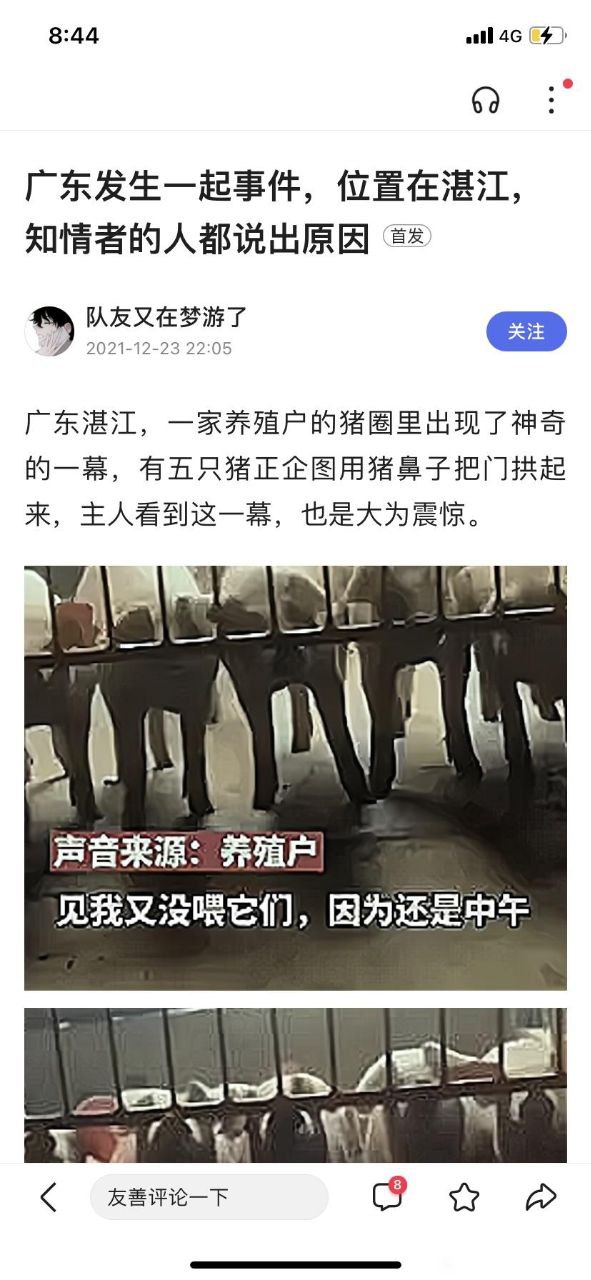 8:44
4G
广东发生一起事件，位置在湛江，
知情者的人都说出原因 首发
队友又在梦游了
2021-12-23 22:05
关注
广东湛江，一家养殖户的猪圈里出现了神奇
的一幕，有五只猪正企图用猪鼻子把门拱起
来，主人看到这一幕，也是大为震惊。
声音来源：养殖户
见我又没喂它们，因为还是中午
友善评论一下
8